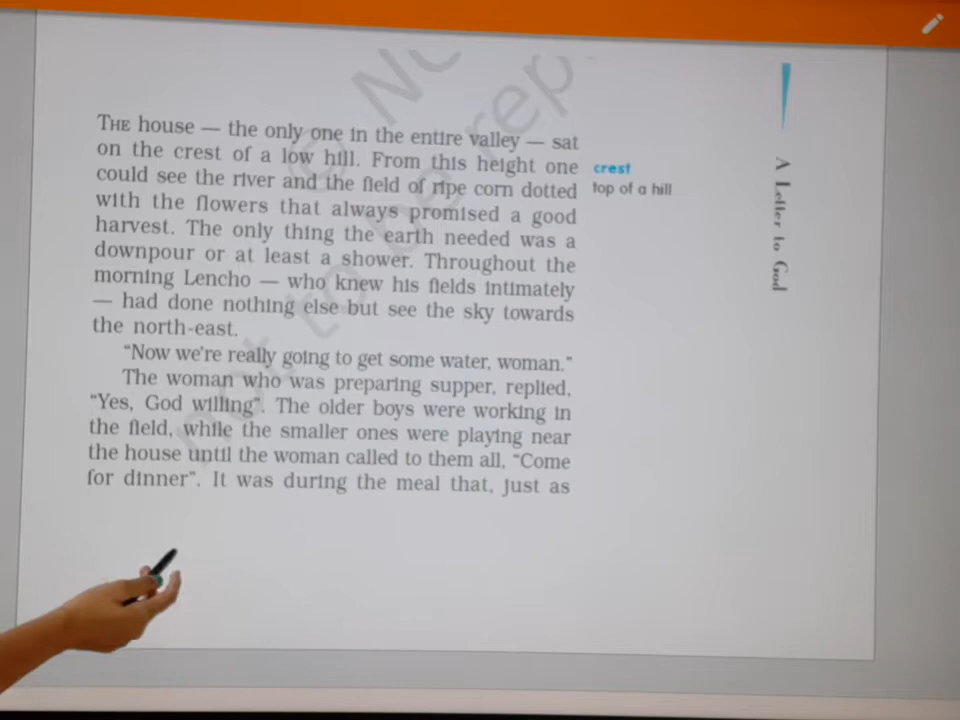 THE house — the only one in the entire valley — sat
on the crest of a low hill. From this height one
could see the river and the field of ripe corn dotted
with the flowers that always promised a good
harvest. The only thing the earth needed was a
downpour or at least a shower. Throughout the
morning Lencho — who knew his fields intimately
— had done nothing else but see the sky towards
the north-east.
“Now we're really going to get some water, woman.”
The woman who was preparing supper, replied,
“Yes, God willing”. The older boys were working in
the field, while the smaller ones were playing near
the house until the woman called to them all, “Come
for dinner”. It was during the meal that, just as
crest
top of a hill
A Letter to God
not to be rep